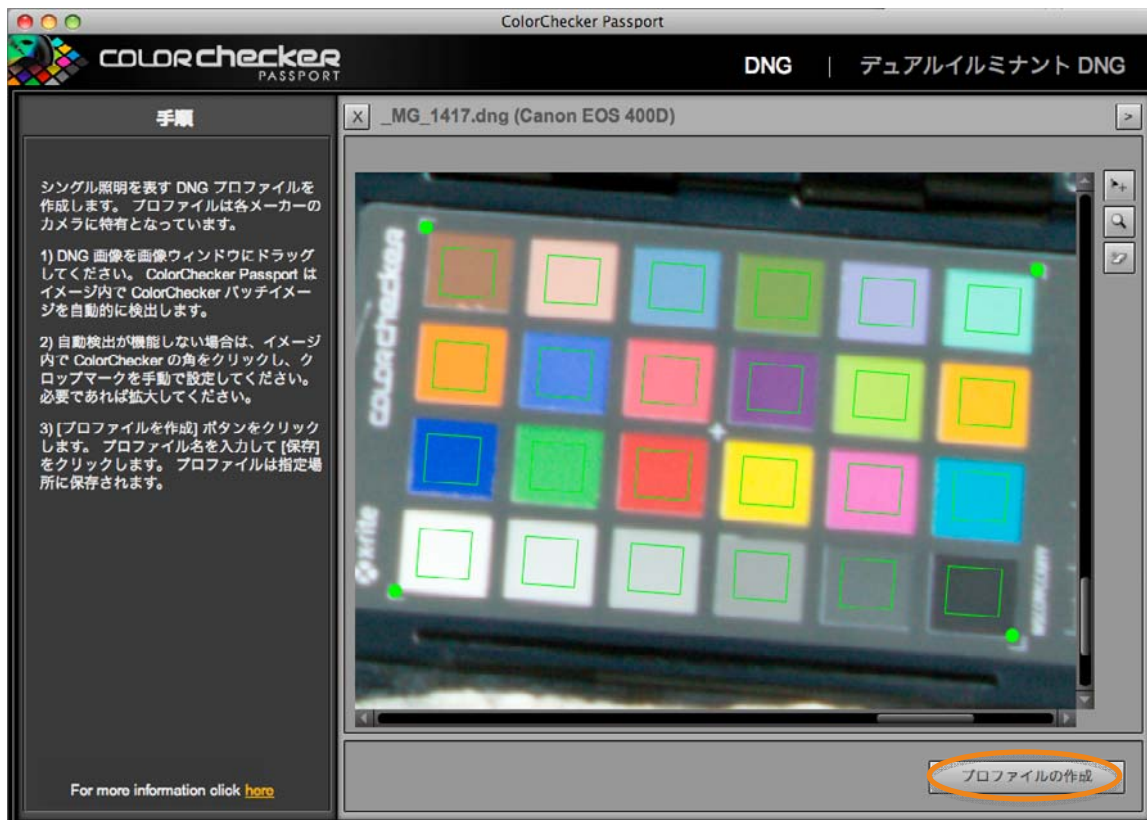 ColorChecker Passport
COLORchecker
PASSPORT
DNG | デュアルイルミナント DNG
手順
X _MG_1417.dng (Canon EOS 400D) >
シングル照明を表す DNG プロファイルを
作成します。 プロファイルは各メーカーの
カメラに特有となっています。
1) DNG 画像を画像ウィンドウにドラッグ
してください。 ColorChecker Passport は
イメージ内で ColorChecker パッチイメー
ジを自動的に検出します。
2) 自動検出が機能しない場合は、イメージ
内で ColorChecker の角をクリックし、ク
ロップマークを手動で設定してください。
必要であれば拡大してください。
3) [プロファイルを作成] ボタンをクリック
します。 プロファイル名を入力して [保存]
をクリックします。 プロファイルは指定場
所に保存されます。
For more information click here
colorchecker
x-rite
プロファイルの作成